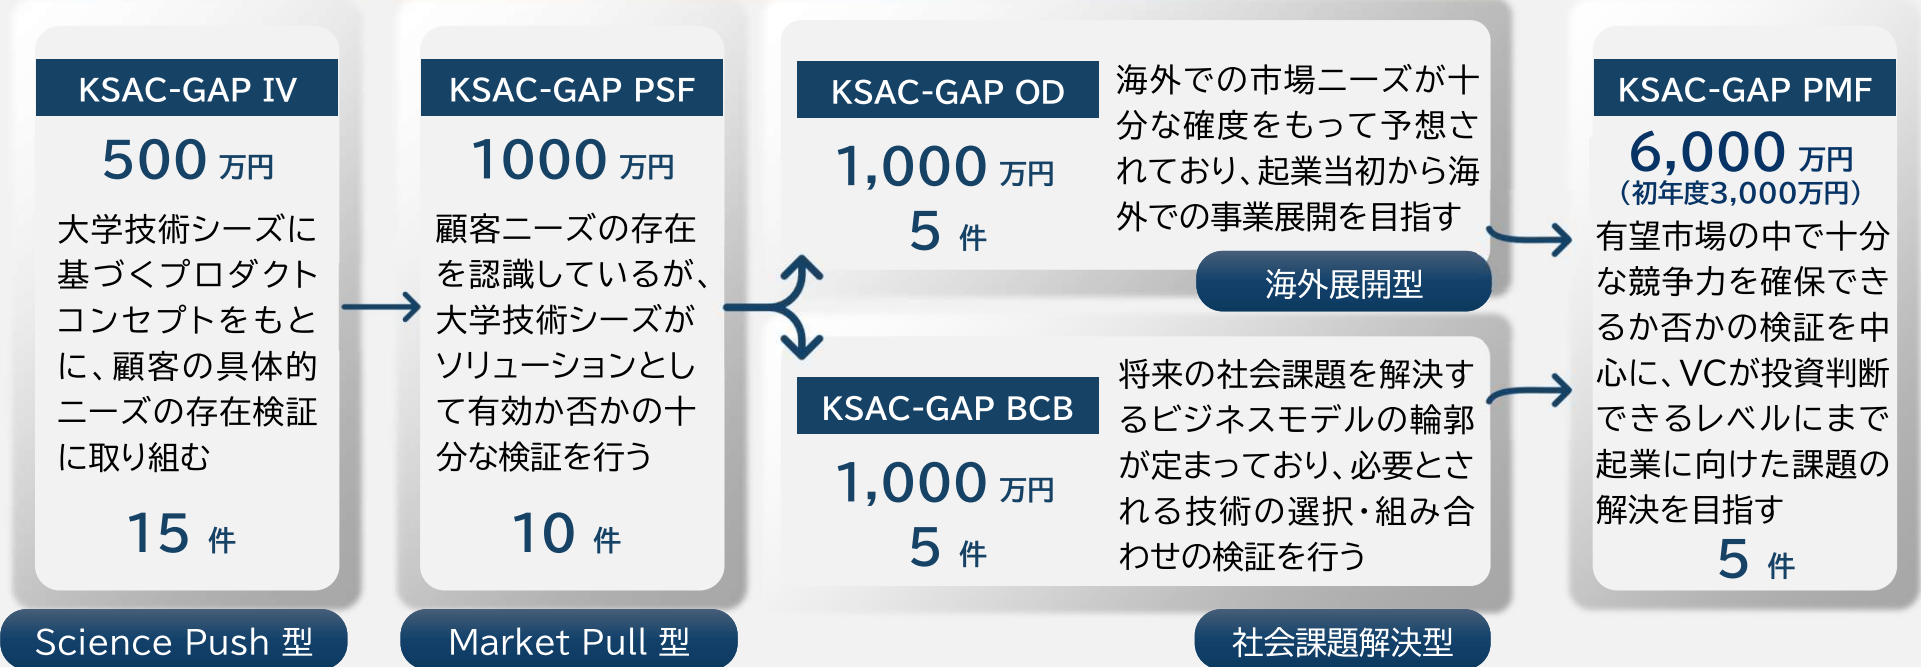 KSAC-GAP IV
500 万円
大学技術シーズに
基づくプロダクト
コンセプトをもと
に、顧客の具体的
ニーズの存在検証
に取り組む
15 件
Science Push 型
KSAC-GAP PSF
1000 万円
顧客ニーズの存在
を認識しているが、
大学技術シーズが
ソリューションとし
て有効か否かの十
分な検証を行う
10 件
Market Pull 型
KSAC-GAP OD
1,000 万円
5 件
海外での市場ニーズが十
分な確度をもって予想さ
れており、起業当初から海
外での事業展開を目指す
海外展開型
KSAC-GAP BCB
1,000 万円
5 件
将来の社会課題を解決す
るビジネスモデルの輪郭
が定まっており、必要とさ
れる技術の選択・組み合
わせの検証を行う
社会課題解決型
KSAC-GAP PMF
6,000 万円
（初年度3,000万円）
有望市場の中で十分
な競争力を確保でき
るか否かの検証を中
心に、VCが投資判断
できるレベルにまで
起業に向けた課題の
解決を目指す
5 件